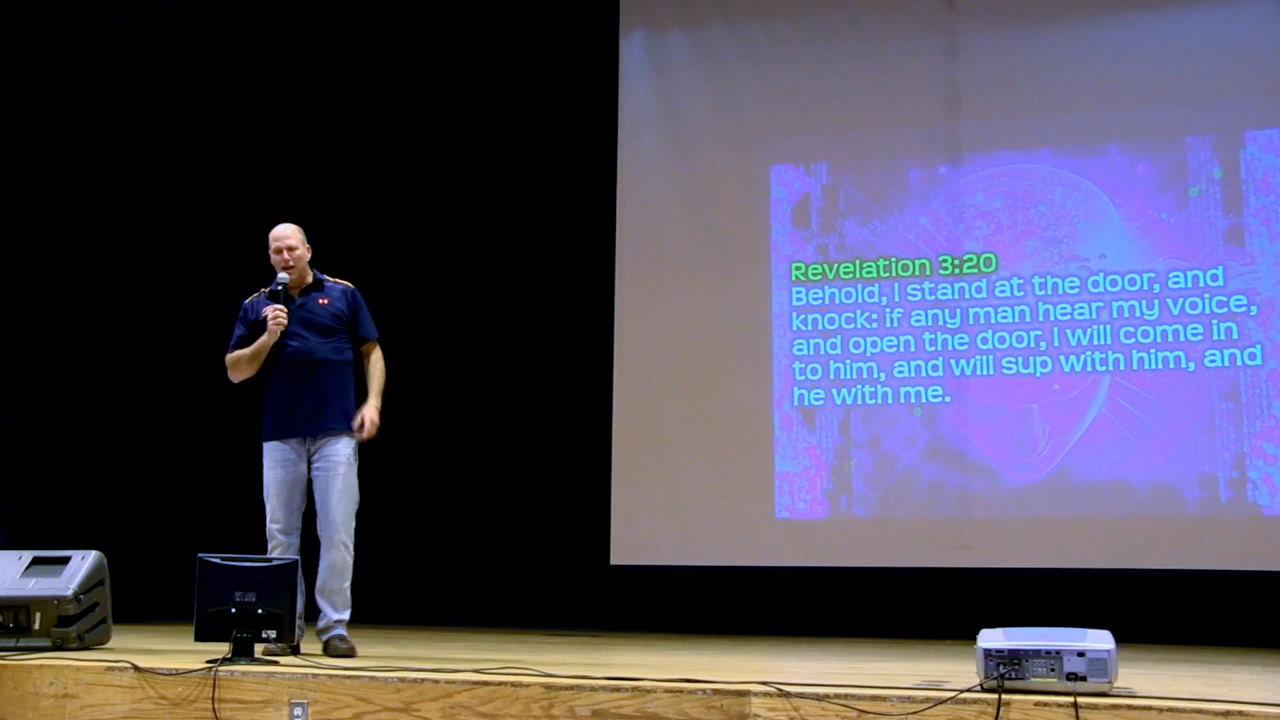 Revelation 3:20
Behold, I stand at the door, and
knock: if any man hear my voice,
and open the door, I will come in
to him, and will sup with him, and
he with me.